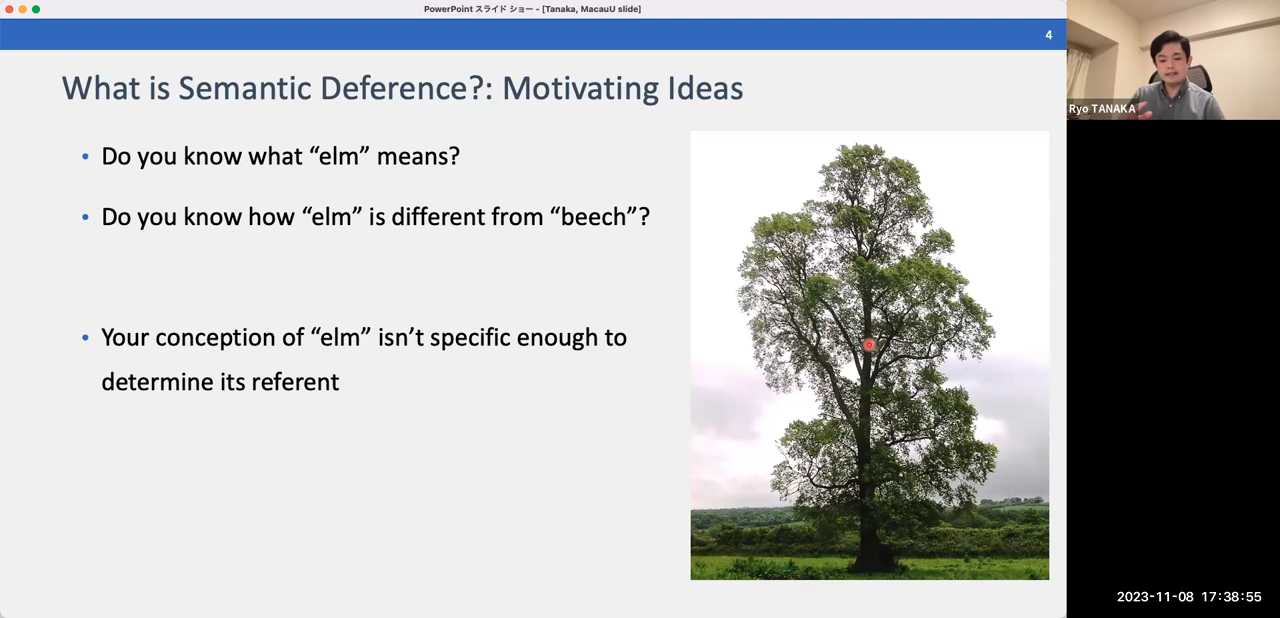 PowerPoint スライド ショー - [Tanaka, MacauU slide]
4
What is Semantic Deference?: Motivating Ideas
• Do you know what “elm” means?
• Do you know how “elm” is different from “beech”?
• Your conception of “elm” isn’t specific enough to
determine its referent
Ryo TANAKA
2023-11-08 17:38:55